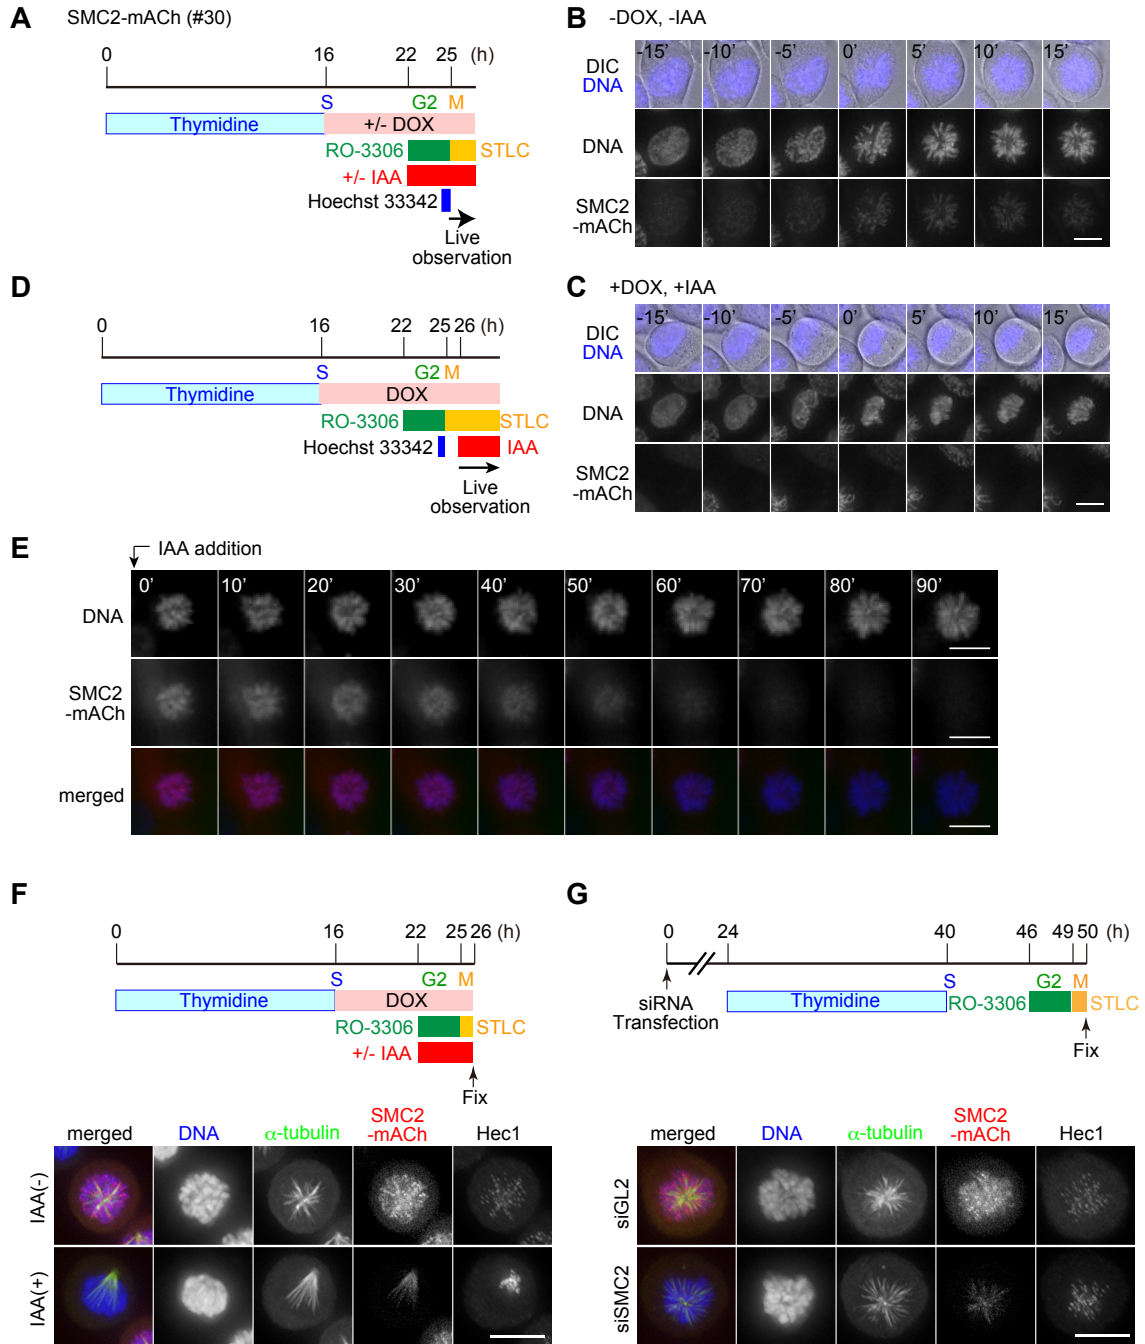 A
SMC2-mACh (#30)
0 16 22 25 (h)
S G2 M
Thymidine +/- DOX
RO-3306 STLC
+/- IAA
Hoechst 33342
Live
observation
B -DOX, -IAA
-15’ -10’ -5’ 0’ 5’ 10’ 15’
DIC
DNA
DNA
SMC2
-mACh
C +DOX, +IAA
-15’ -10’ -5’ 0’ 5’ 10’ 15’
DIC
DNA
DNA
SMC2
-mACh
D
0 16 22 25 26 (h)
S G2 M
Thymidine DOX
RO-3306 STLC
Hoechst 33342 IAA
Live
observation
E
IAA addition
0’ 10’ 20’ 30’ 40’ 50’ 60’ 70’ 80’ 90’
DNA
SMC2
-mACh
merged
F
0 16 22 25 26 (h)
S G2 M
Thymidine DOX
RO-3306 STLC
+/- IAA
Fix
merged DNA α-tubulin SMC2
-mACh Hec1
IAA(-)
IAA(+)
G
0 24 40 46 49 50 (h)
S G2 M
siRNA
Transfection
Thymidine RO-3306 STLC
Fix
merged DNA α-tubulin SMC2
-mACh Hec1
siGL2
siSMC2